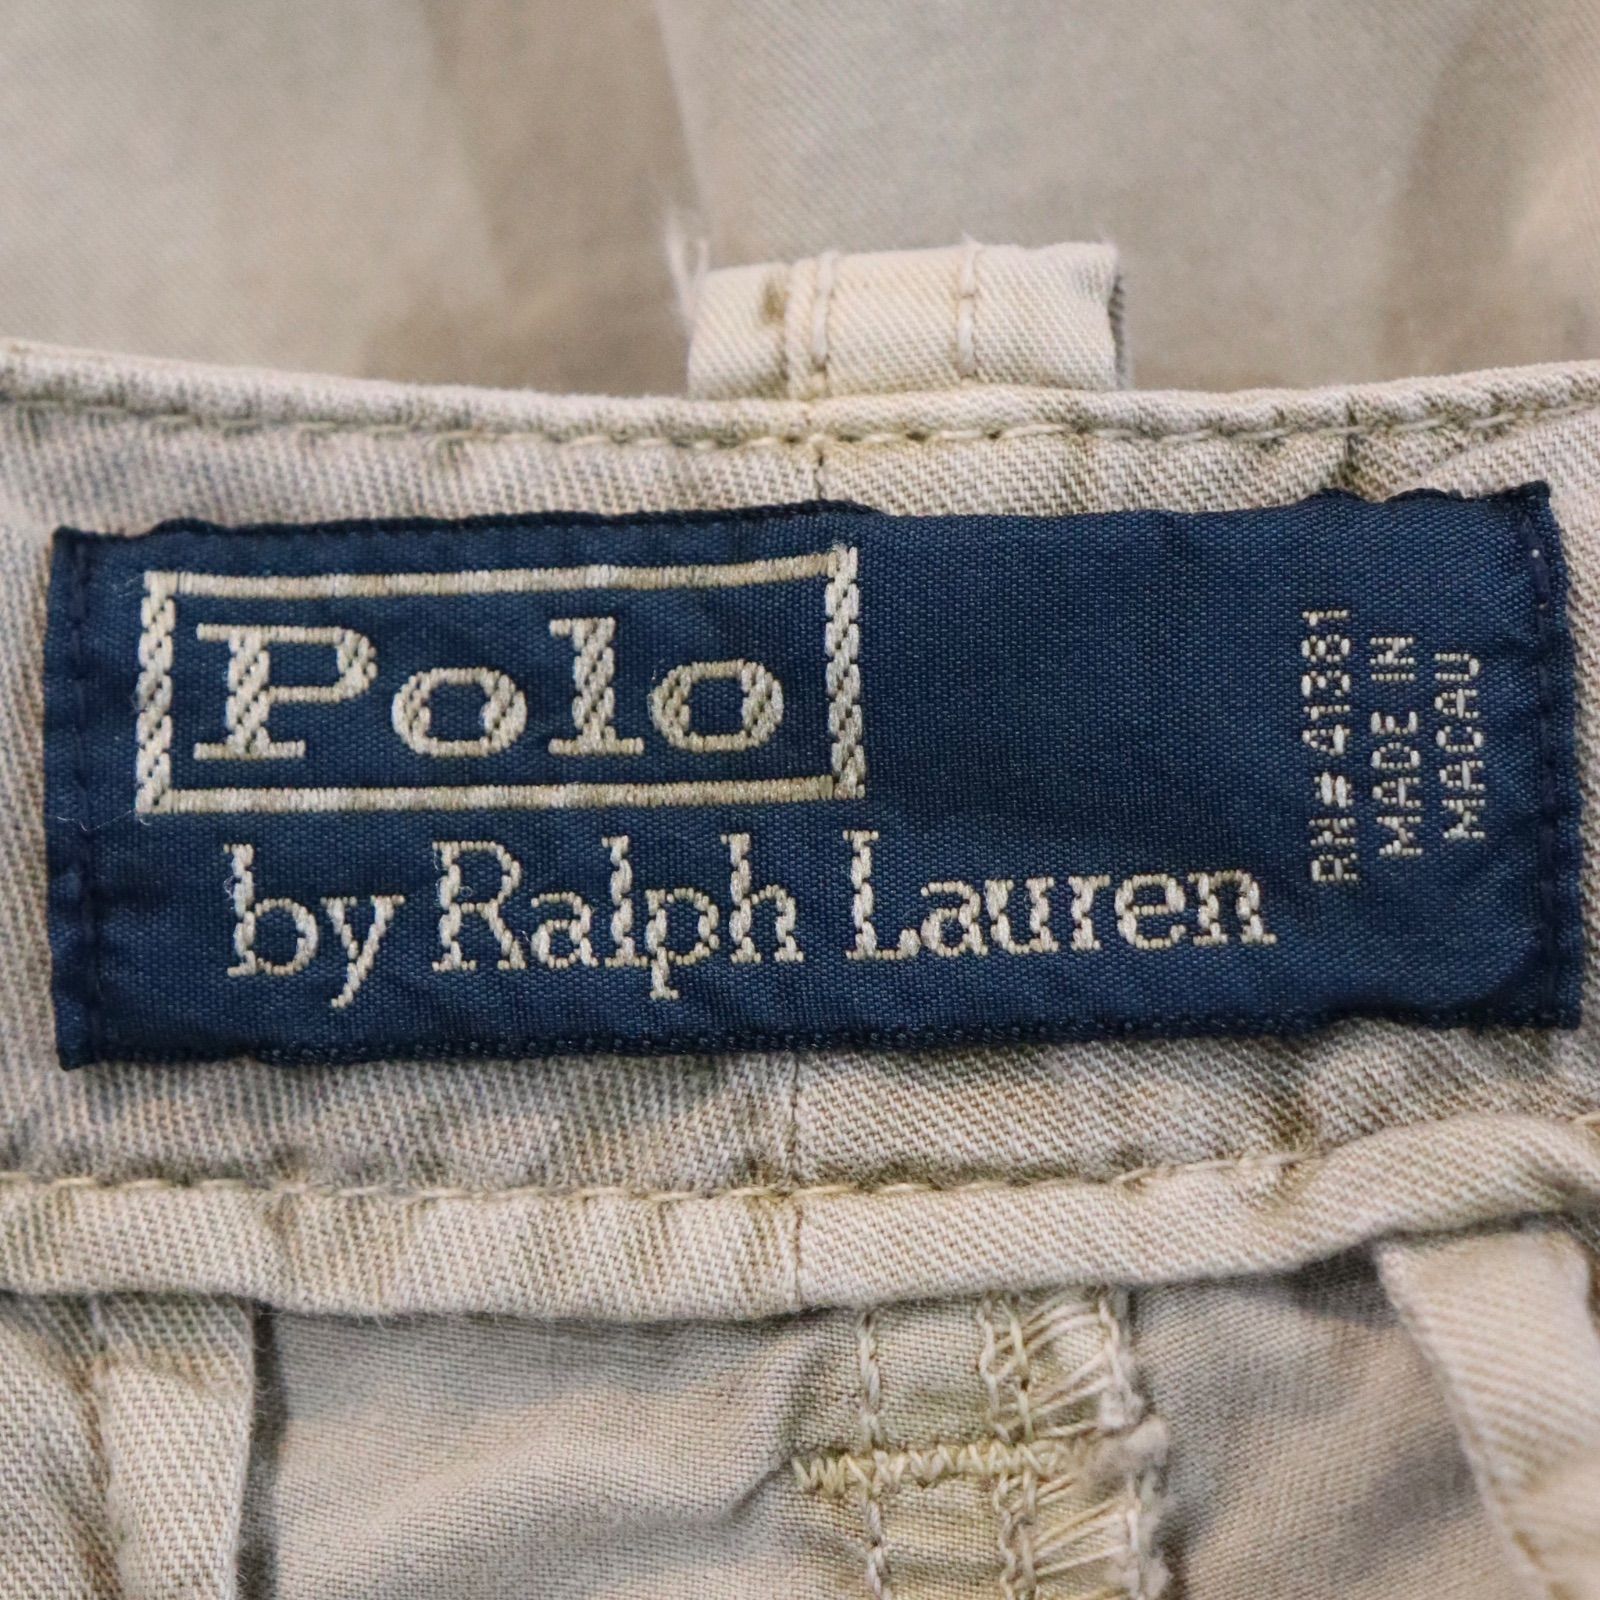 Polo
by Ralph Lauren
RN#41381
MADE IN
MACAU